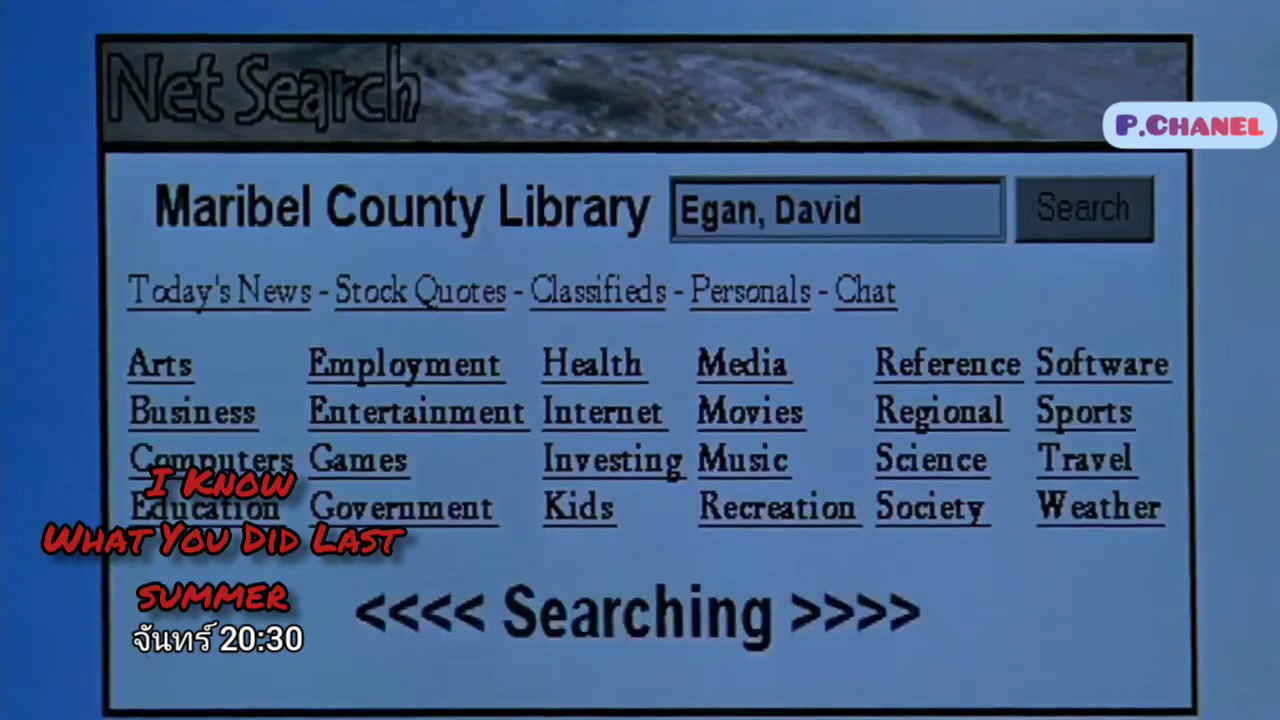 Net Search
P.CHANEL
Maribel County Library Egan, David Search
Today's News - Stock Quotes - Classifieds - Personals - Chat
Arts Employment Health Media Reference Software
Business Entertainment Internet Movies Regional Sports
Computers Games Investing Music Science Travel
Education Government Kids Recreation Society Weather
I KNOW
WHAT YOU DID LAST
SUMMER
จันทร์ 20:30
<<<< Searching >>>>